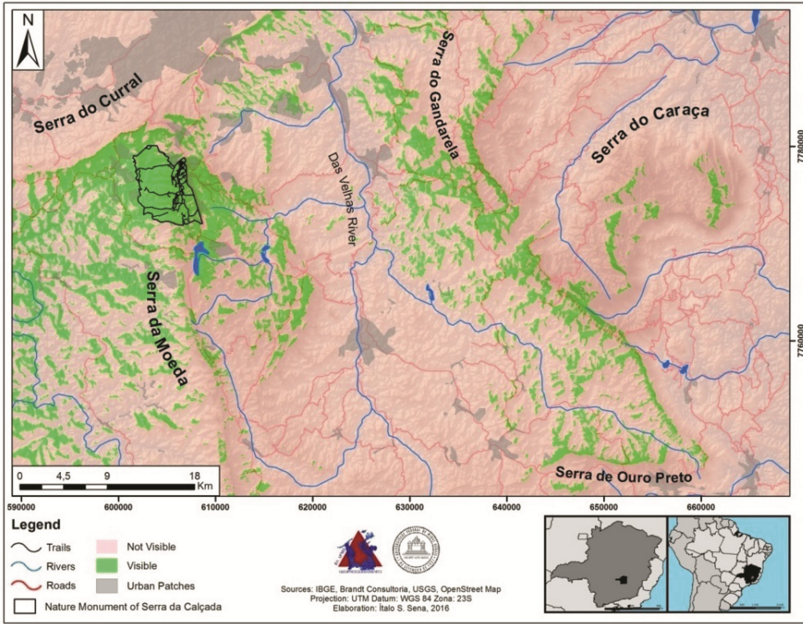 N
Serra do Curral
Serra do Gandarela
Serra do Caraça
Das Velhas River
Serra da Moeda
Serra de Ouro Preto
7780000
7760000
0 4,5 9 18
Km
590000 600000 610000 620000 630000 640000 650000 660000
Legend
Trails
Rivers
Roads
Not Visible
Visible
Urban Patches
Nature Monument of Serra da Calçada
Sources: IBGE, Brandt Consultoria, USGS, OpenStreet Map
Projection: UTM Datum: WGS 84 Zona: 23S
Elaboration: Ítalo S. Sena, 2016